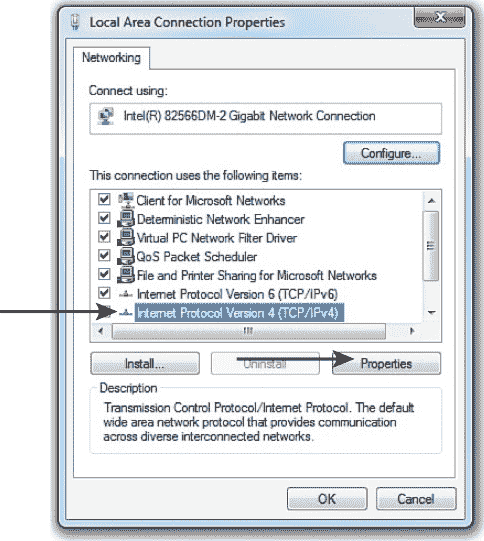 Local Area Connection Properties
Networking
Connect using:
Intel(R) 82566DM-2 Gigabit Network Connection
Configure...
This connection uses the following items:
Client for Microsoft Networks
Deterministic Network Enhancer
Virtual PC Network Filter Driver
QoS Packet Scheduler
File and Printer Sharing for Microsoft Networks
Internet Protocol Version 6 (TCP/IPv6)
Internet Protocol Version 4 (TCP/IPv4)
Install... Uninstall Properties
Description
Transmission Control Protocol/Internet Protocol. The default
wide area network protocol that provides communication
across diverse interconnected networks.
OK Cancel